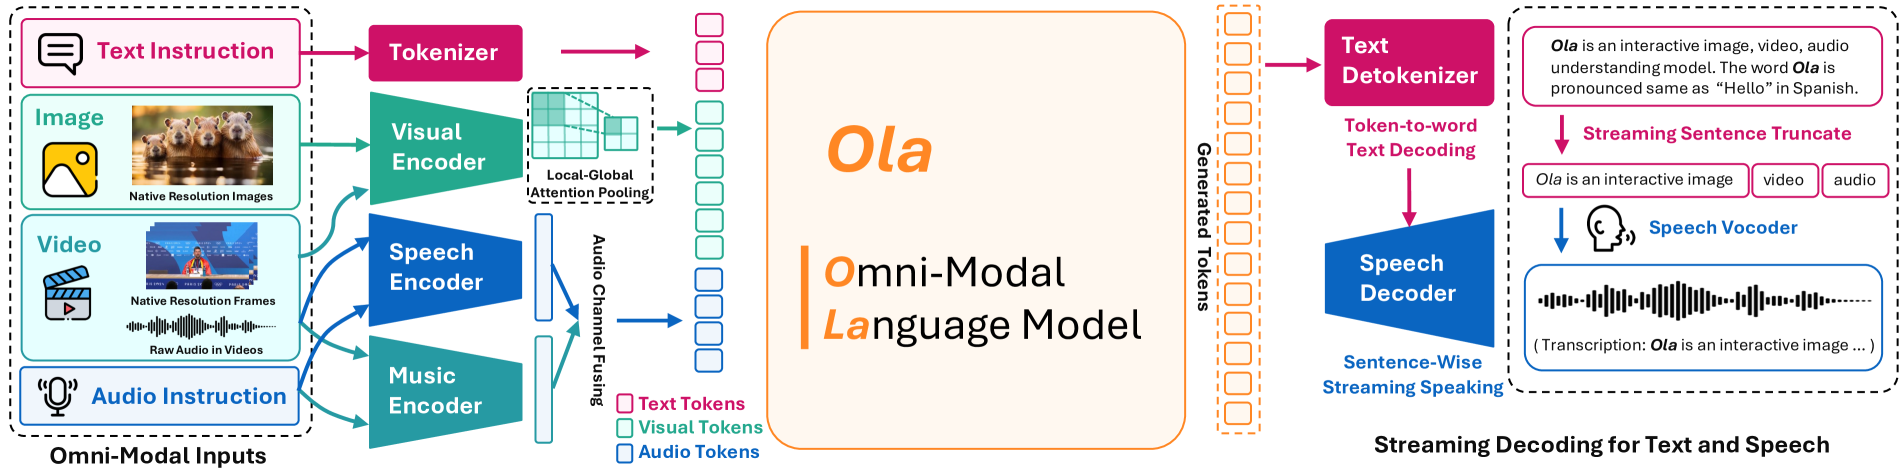 Text Instruction
Image
Native Resolution Images
Video
Native Resolution Frames
Raw Audio in Videos
Audio Instruction
Omni-Modal Inputs
Tokenizer
Visual
Encoder
Local-Global
Attention Pooling
Speech
Encoder
Music
Encoder
Audio Channel Fusing
Text Tokens
Visual Tokens
Audio Tokens
Ola
Omni-Modal
Language Model
Generated Tokens
Text
Detokenizer
Token-to-word
Text Decoding
Speech
Decoder
Sentence-Wise
Streaming Speaking
Ola is an interactive image, video, audio
understanding model. The word Ola is
pronounced same as “Hello” in Spanish.
Streaming Sentence Truncate
Ola is an interactive image video audio
Speech Vocoder
( Transcription: Ola is an interactive image ... )
Streaming Decoding for Text and Speech